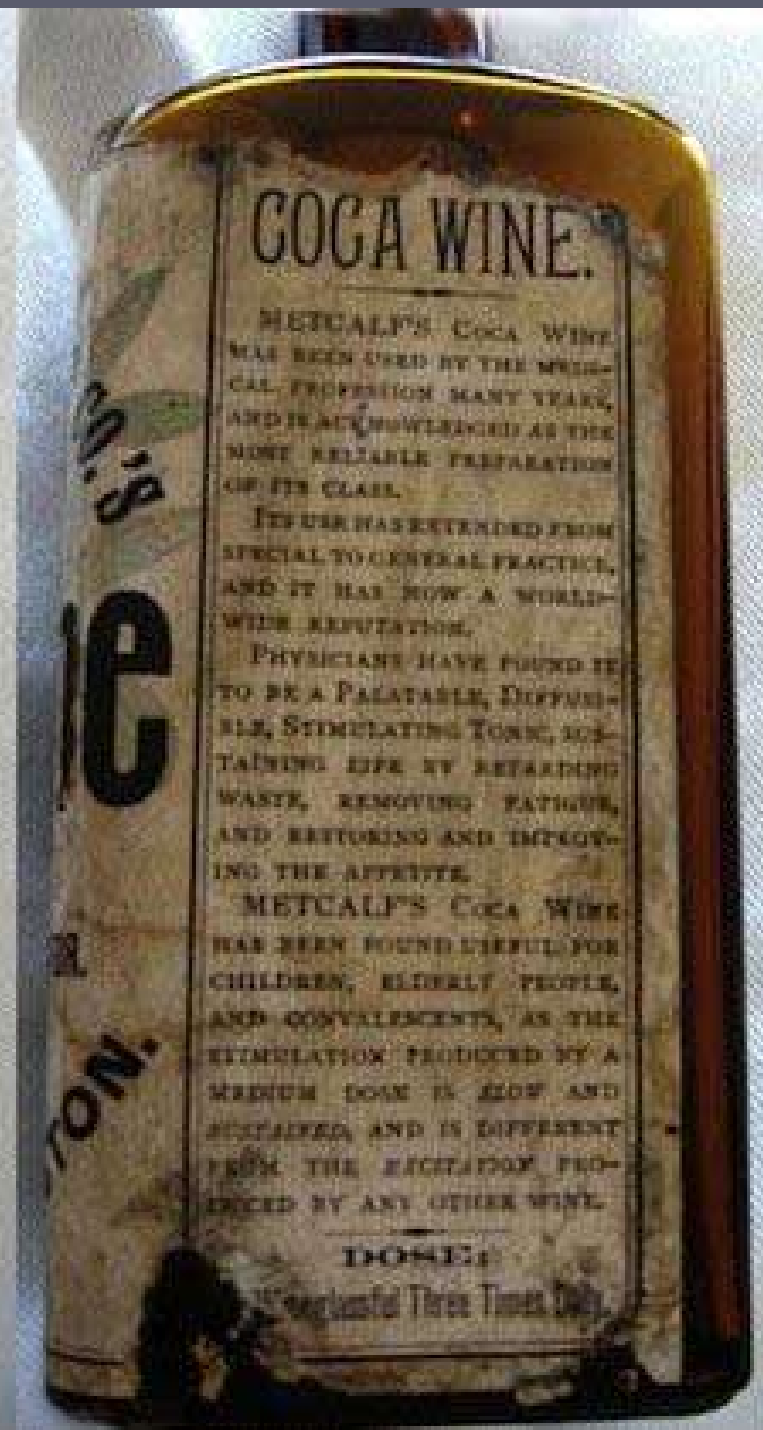 COCA WINE.
METCALF'S COCA WINE
HAS BEEN USED BY THE MEDI-
CAL PROFESSION MANY YEARS,
AND IS ACKNOWLEDGED AS THE
MOST RELIABLE PREPARATION
OF ITS CLASS.
ITS USE HAS EXTENDED FROM
SPECIAL TO GENERAL PRACTICE,
AND IT HAS NOW A WORLD-
WIDE REPUTATION.
PHYSICIANS HAVE FOUND IT
TO BE A PALATABLE, DIFFUSI-
BLE, STIMULATING TONIC, SUS-
TAINING LIFE BY RETARDING
WASTE, REMOVING FATIGUE,
AND RESTORING AND IMPROV-
ING THE APPETITE.
METCALF'S COCA WINE
HAS BEEN FOUND USEFUL FOR
CHILDREN, ELDERLY PEOPLE,
AND CONVALESCENTS, AS THE
STIMULATION PRODUCED BY A
MEDIUM DOSE IS SLOW AND
SUSTAINED, AND IS DIFFERENT
FROM THE EXCITATION PRO-
DUCED BY ANY OTHER WINE.
DOSE:
Wineglassful Three Times Daily.
CO.'S
e
R.
TON.